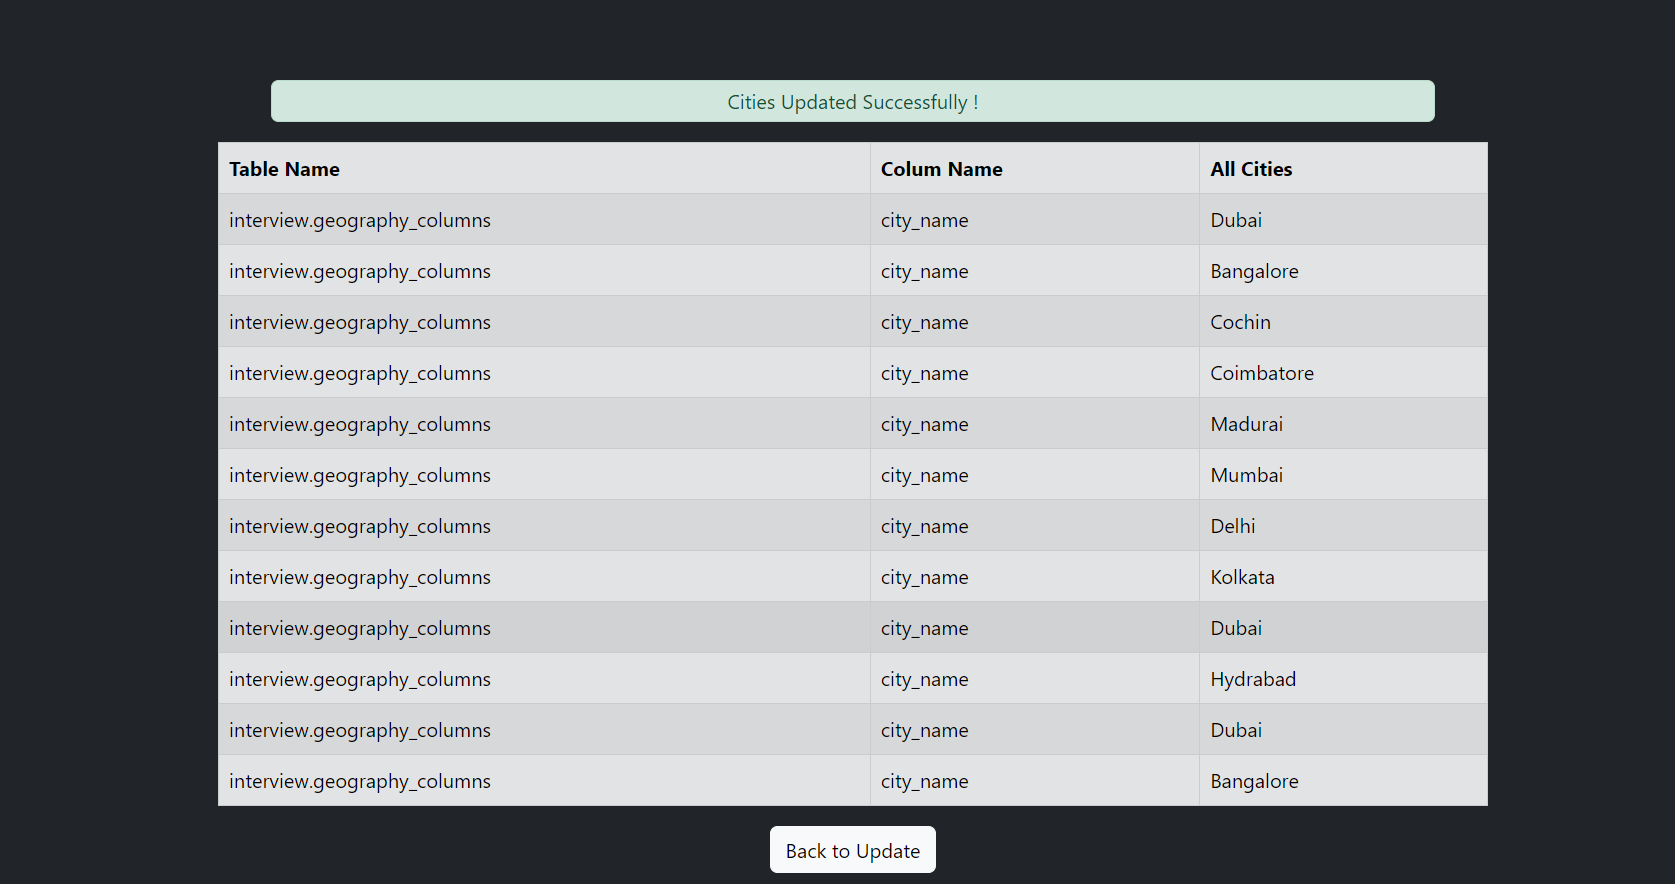 Cities Updated Successfully !
Table Name Colum Name All Cities
interview.geography_columns city_name Dubai
interview.geography_columns city_name Bangalore
interview.geography_columns city_name Cochin
interview.geography_columns city_name Coimbatore
interview.geography_columns city_name Madurai
interview.geography_columns city_name Mumbai
interview.geography_columns city_name Delhi
interview.geography_columns city_name Kolkata
interview.geography_columns city_name Dubai
interview.geography_columns city_name Hydrabad
interview.geography_columns city_name Dubai
interview.geography_columns city_name Bangalore
Back to Update